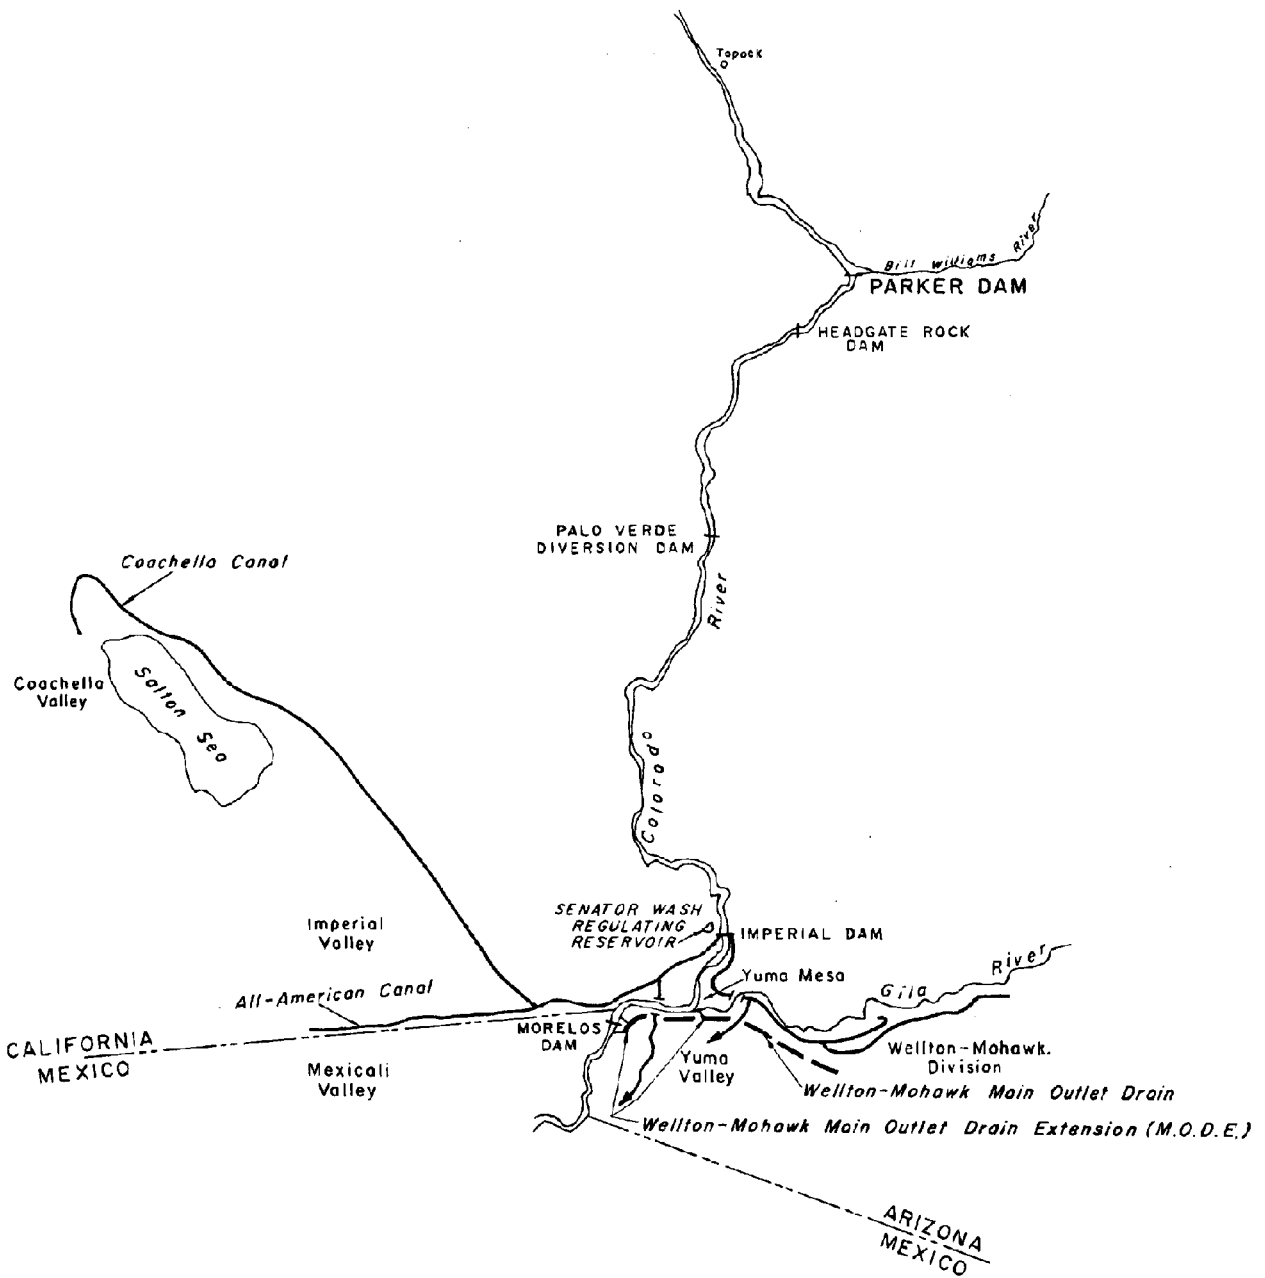 Topock
Bill Williams River
PARKER DAM
HEADGATE ROCK
DAM
PALO VERDE
DIVERSION DAM
Coachella Canal
River
Coachella
Valley
Salton Sea
Colorado
SENATOR WASH
REGULATING
RESERVOIR
IMPERIAL DAM
Imperial
Valley
Yuma Mesa
Gila River
All-American Canal
MORELOS
DAM
CALIFORNIA
MEXICO
Mexicali
Valley
Yuma
Valley
Wellton-Mohawk.
Division
Wellton-Mohawk Main Outlet Drain
Wellton-Mohawk Main Outlet Drain Extension (M.O.D.E.)
ARIZONA
MEXICO